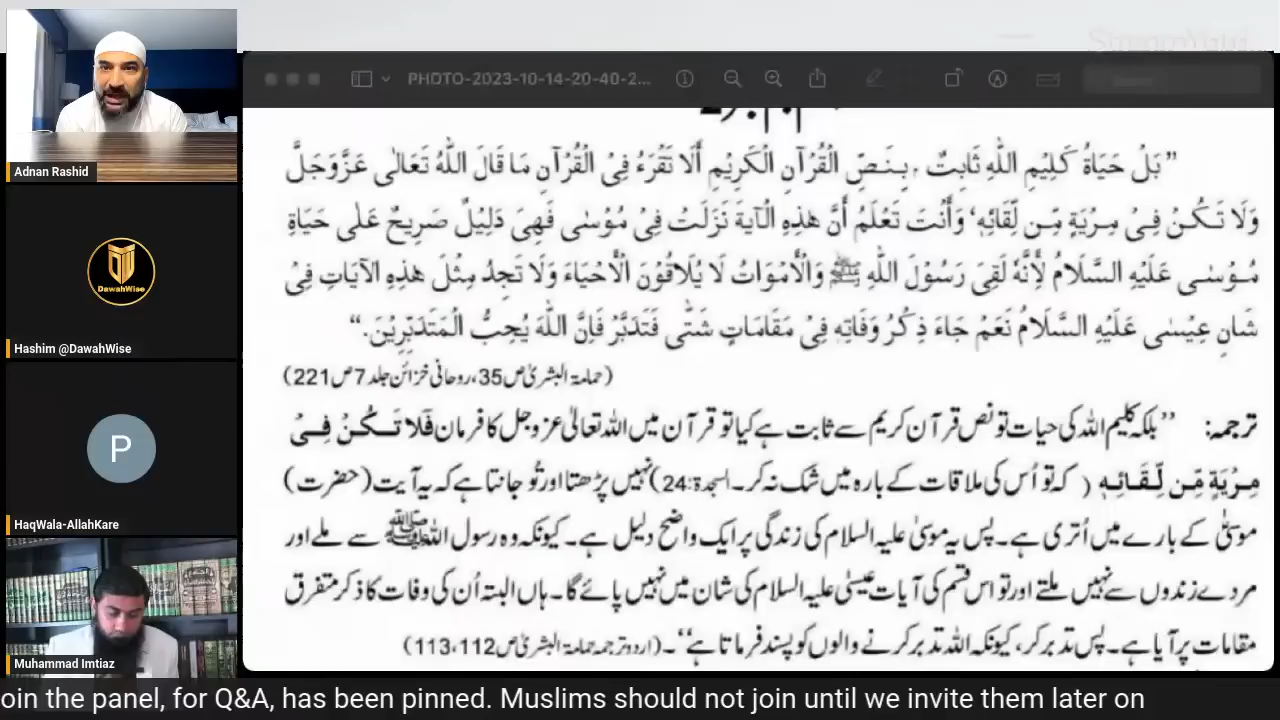 PHOTO-2023-10-14-20-40-2...
”بَلْ حَيَاةُ كَلِيْمِ اللّٰهِ ثَابِتٌ بِنَصِّ الْقُرْآنِ الْكَرِيْمِ أَلَا تَقْرَءُ فِى الْقُرْآنِ مَا قَالَ اللّٰهُ تَعَالٰى عَزَّوَجَلَّ
وَلَا تَكُنْ فِىْ مِرْيَةٍ مِّن لِّقَائِهٖ‘ وَأَنْتَ تَعْلَمُ أَنَّ هٰذِهِ الْآيَةَ نَزَلَتْ فِىْ مُوْسٰى فَهِىَ دَلِيْلٌ صَرِيْحٌ عَلٰى حَيَاةِ
مُوْسٰى عَلَيْهِ السَّلَامُ لِأَنَّهٗ لَقِىَ رَسُوْلَ اللّٰهِ ﷺ وَالْأَمْوَاتُ لَا يُلَاقُوْنَ الْأَحْيَاءَ وَلَا تَجِدُ مِثْلَ هٰذِهِ الآيَاتِ فِىْ
شَانِ عِيْسٰى عَلَيْهِ السَّلَامُ نَعَمْ جَاءَ ذِكْرُ وَفَاتِهٖ فِىْ مَقَامَاتٍ شَتّٰى فَتَدَبَّرْ فَإِنَّ اللّٰهَ يُحِبُّ الْمُتَدَبِّرِيْنَ.“
(حمامۃ البشریٰ ص35، روحانی خزائن جلد 7 ص 221)
ترجمہ: ”بلکہ کلیم اللہ کی حیات تو نص قرآن کریم سے ثابت ہے کیا تو قرآن میں اللہ تعالیٰ عزوجل کا فرمان فَلَا تَكُنْ فِىْ
مِرْيَةٍ مِّن لِّقَائِهٖ (کہ تو اُس کی ملاقات کے بارہ میں شک نہ کر۔ السجدۃ:24) نہیں پڑھتا اور تُو جانتا ہے کہ یہ آیت (حضرت)
موسیٰؑ کے بارے میں اُتری ہے۔ پس یہ موسیٰ علیہ السلام کی زندگی پر ایک واضح دلیل ہے۔ کیونکہ وہ رسول اللہ ﷺ سے ملے اور
مردے زندوں سے نہیں ملتے اور تو اس قسم کی آیات عیسیٰ علیہ السلام کی شان میں نہیں پائے گا۔ ہاں البتہ اُن کی وفات کا ذکر متفرق
مقامات پر آیا ہے۔ پس تدبر کر، کیونکہ اللہ تدبر کرنے والوں کو پسند فرماتا ہے“۔ (اردو ترجمہ حمامۃ البشریٰ ص112، 113)
Adnan Rashid
DawahWise
Hashim @DawahWise
P
HaqWala-AllahKare
Muhammad Imtiaz
oin the panel, for Q&A, has been pinned. Muslims should not join until we invite them later on